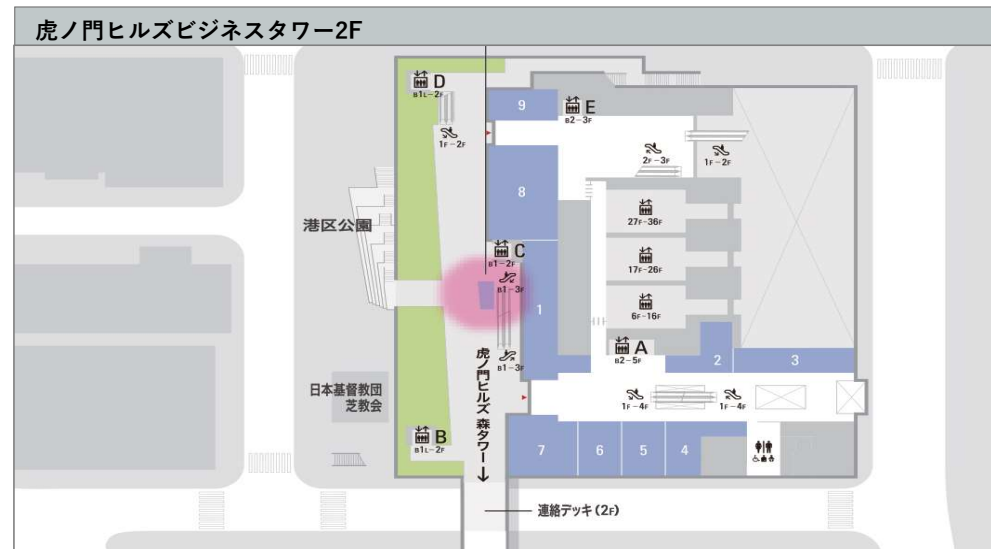 虎ノ門ヒルズビジネスタワー2F
D
B1L-2F
1F-2F
9
E
B2-3F
2F-3F
1F-2F
8
27F-36F
港区公園
C
B1-2F
17F-26F
B1-3F
1
6F-16F
A
B2-5F
2
3
虎ノ門ヒルズ 森タワー→
B1-3F
日本基督教団
芝教会
1F-4F
1F-4F
B
B1L-2F
7
6
5
4
連絡デッキ(2F)